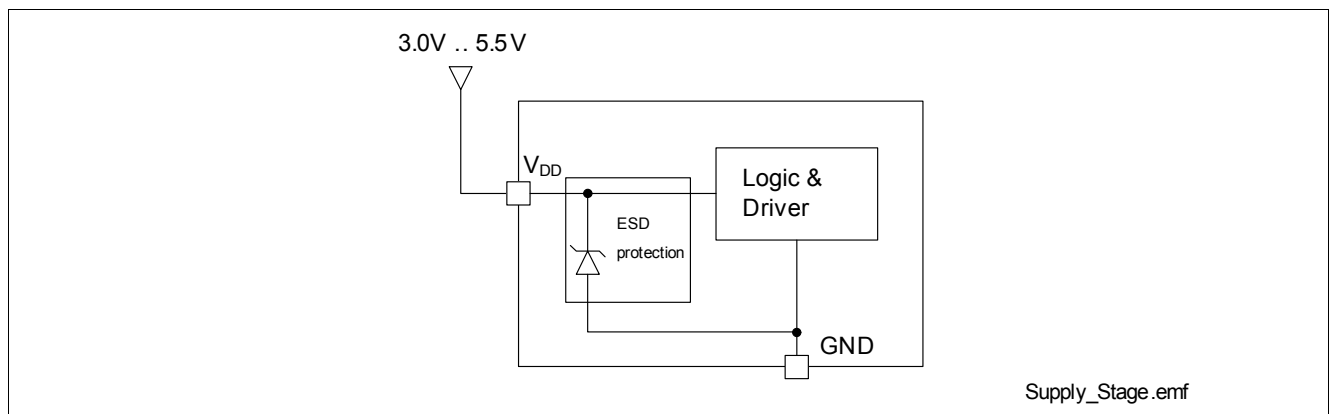 3.0V .. 5.5V
VDD
Logic &
Driver
ESD
protection
GND
Supply_Stage.emf